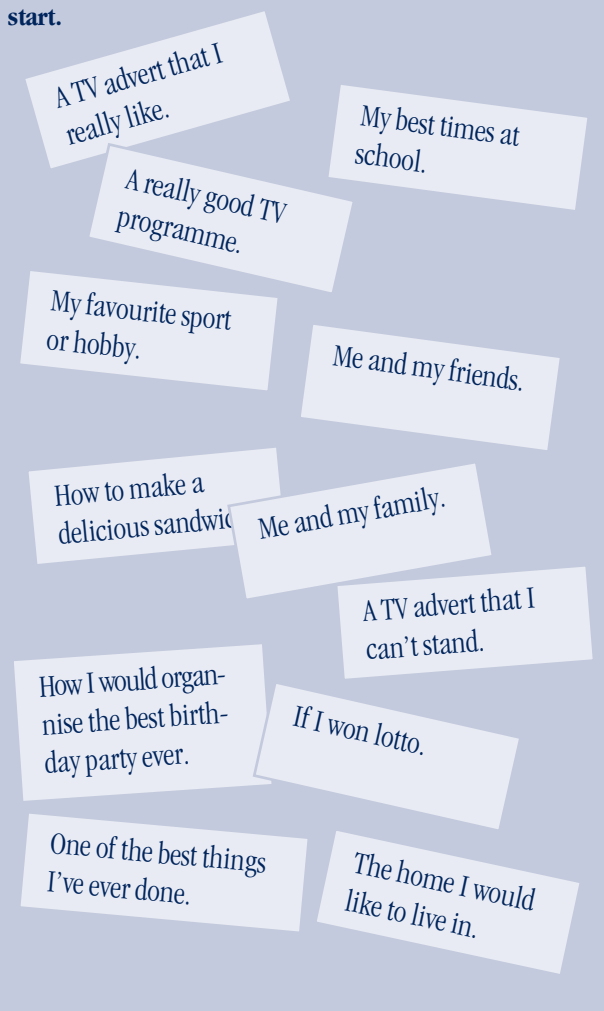 start.
A TV advert that I
really like.
My best times at
school.
A really good TV
programme.
My favourite sport
or hobby.
Me and my friends.
How to make a
delicious
Me and my family.
A TV advert that I
can't stand.
How I would organ-
nise the best birth-
day party ever.
If I won lotto.
One of the best things
I've ever done.
The home I would
like to live in.